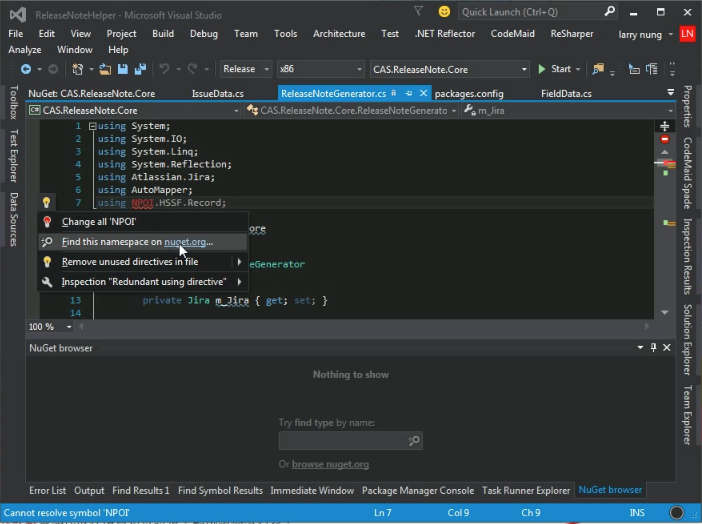 ReleaseNoteHelper - Microsoft Visual Studio
Quick Launch (Ctrl+Q)
File Edit View Project Build Debug Team Tools Architecture Test .NET Reflector CodeMaid ReSharper larry nung LN
Analyze Window Help
Release x86 CAS.ReleaseNote.Core Start
NuGet: CAS.ReleaseNote.Core IssueData.cs ReleaseNoteGenerator.cs packages.config FieldData.cs
CAS.ReleaseNote.Core CAS.ReleaseNote.Core.ReleaseNoteGenerato m_Jira
Toolbox
Test Explorer
Data Sources
1 using System;
2 using System.IO;
3 using System.Linq;
4 using System.Reflection;
5 using Atlassian.Jira;
6 using AutoMapper;
7 using NPOI.HSSF.Record;
Change all 'NPOI'
ore
Find this namespace on nuget.org...
Remove unused directives in file
eGenerator
Inspection "Redundant using directive"
13 private Jira m_Jira { get; set; }
14
100 %
Properties
CodeMaid Spade
Inspection Results
Solution Explorer
Team Explorer
NuGet browser
Nothing to show
Try find type by name:
Or browse nuget.org
Error List Output Find Results 1 Find Symbol Results Immediate Window Package Manager Console Task Runner Explorer NuGet browser
Cannot resolve symbol 'NPOI' Ln 7 Col 9 Ch 9 INS